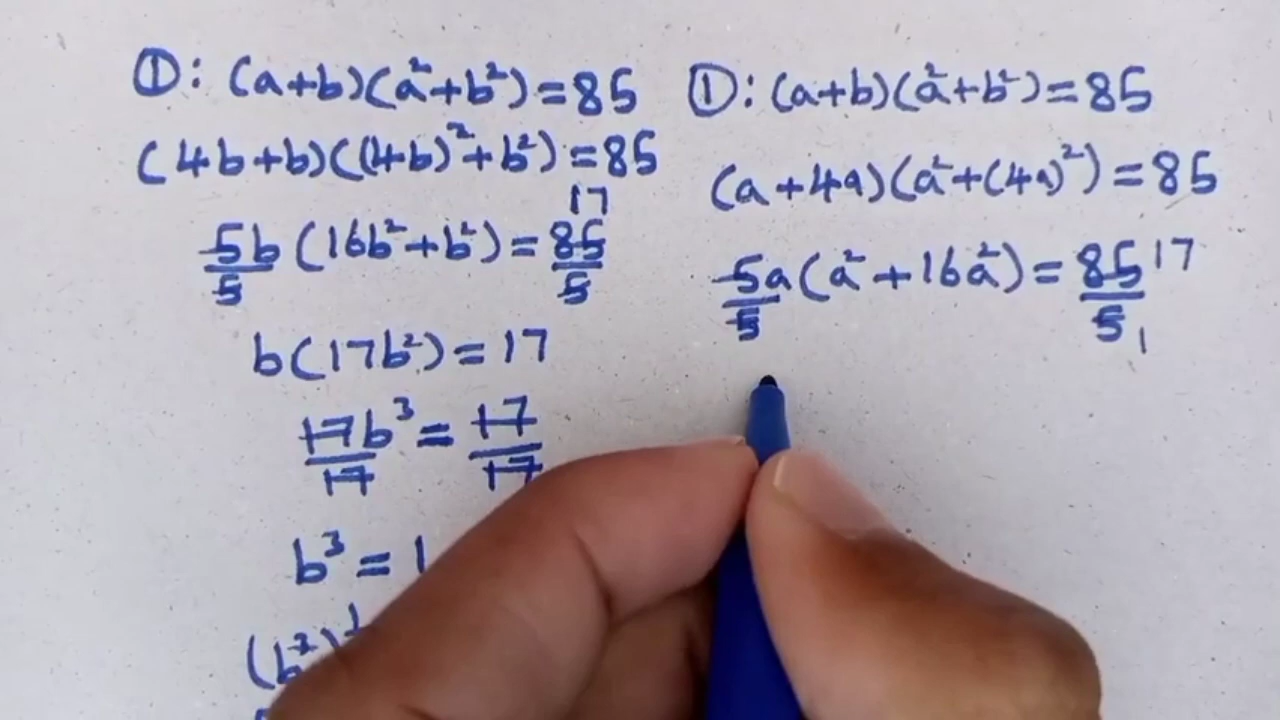 ①: (a+b)(a²+b²)=85
(4b+b)((4b)²+b²)=85
17
5b(16b²+b²)=85
5 5
b(17b²)=17
17b³=17
17 17
b³=1
①: (a+b)(a²+b²)=85
(a+4a)(a²+(4a)²)=85
5a(a²+16a²)=85 17
5 5 1